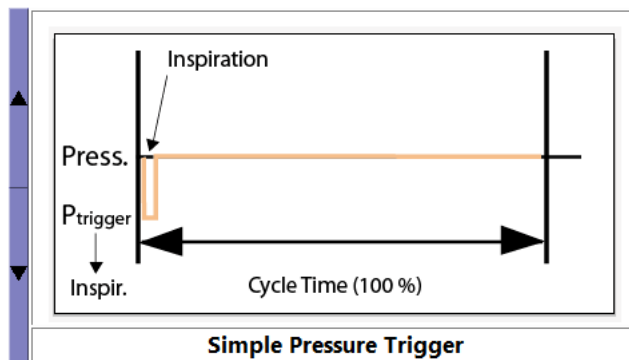 Inspiration
Press.
Ptrigger
Inspir.
Cycle Time (100 %)
Simple Pressure Trigger